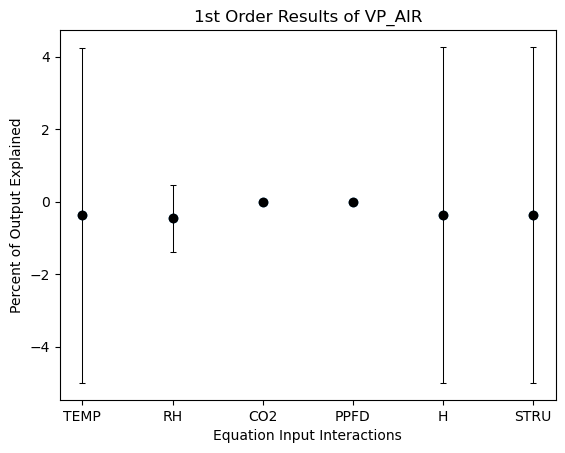 1st Order Results of VP_AIR
Percent of Output Explained
4
2
0
−2
−4
TEMP RH CO2 PPFD H STRU
Equation Input Interactions